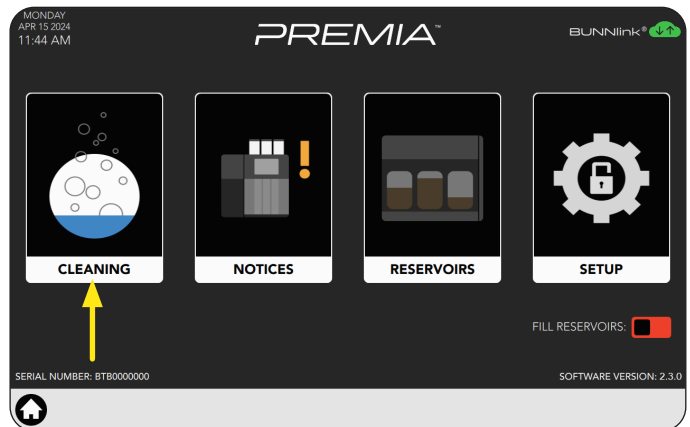 MONDAY
APR 15 2024
11:44 AM
PREMIA™
BUNNlink®
CLEANING
NOTICES
RESERVOIRS
SETUP
FILL RESERVOIRS:
SERIAL NUMBER: BTB0000000
SOFTWARE VERSION: 2.3.0